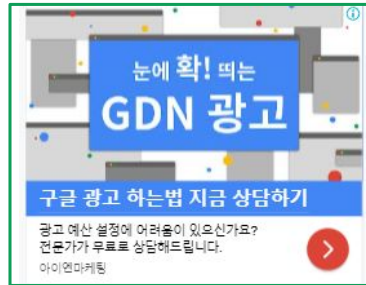 눈에 확! 띄는
GDN 광고
구글 광고 하는법 지금 상담하기
광고 예산 설정에 어려움이 있으신가요?
전문가가 무료로 상담해드립니다.
아이엔마케팅